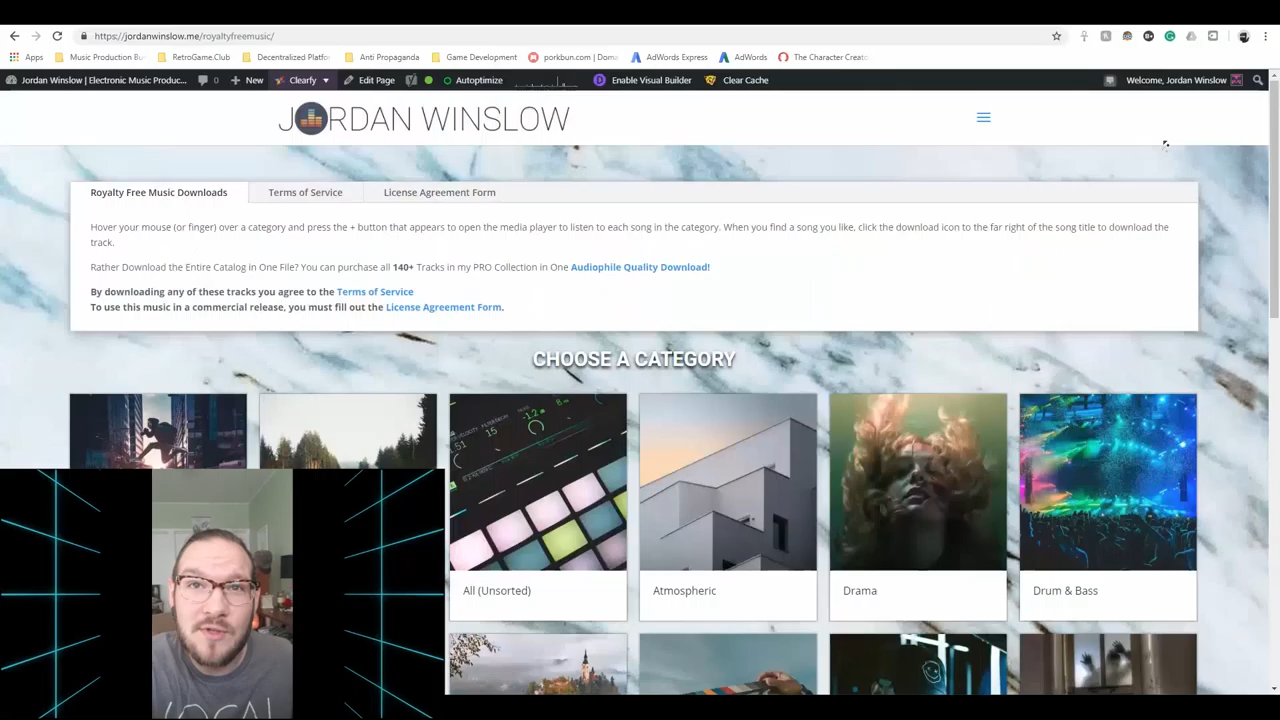 https://jordanwinslow.me/royaltyfreemusic/
Apps
Music Production Bu
RetroGame.Club
Decentralized Platfor
Anti Propaganda
Game Development
porkbun.com | Doma
AdWords Express
AdWords
The Character Creato
Jordan Winslow | Electronic Music Produc...
0
+ New
Clearfy
Edit Page
Autoptimize
Enable Visual Builder
Clear Cache
Welcome, Jordan Winslow
JORDAN WINSLOW
Royalty Free Music Downloads
Terms of Service
License Agreement Form
Hover your mouse (or finger) over a category and press the + button that appears to open the media player to listen to each song in the category. When you find a song you like, click the download icon to the far right of the song title to download the
track.
Rather Download the Entire Catalog in One File? You can purchase all 140+ Tracks in my PRO Collection in One Audiophile Quality Download!
By downloading any of these tracks you agree to the Terms of Service
To use this music in a commercial release, you must fill out the License Agreement Form.
CHOOSE A CATEGORY
15
-12
All (Unsorted)
Atmospheric
Drama
Drum & Bass
LOCAL